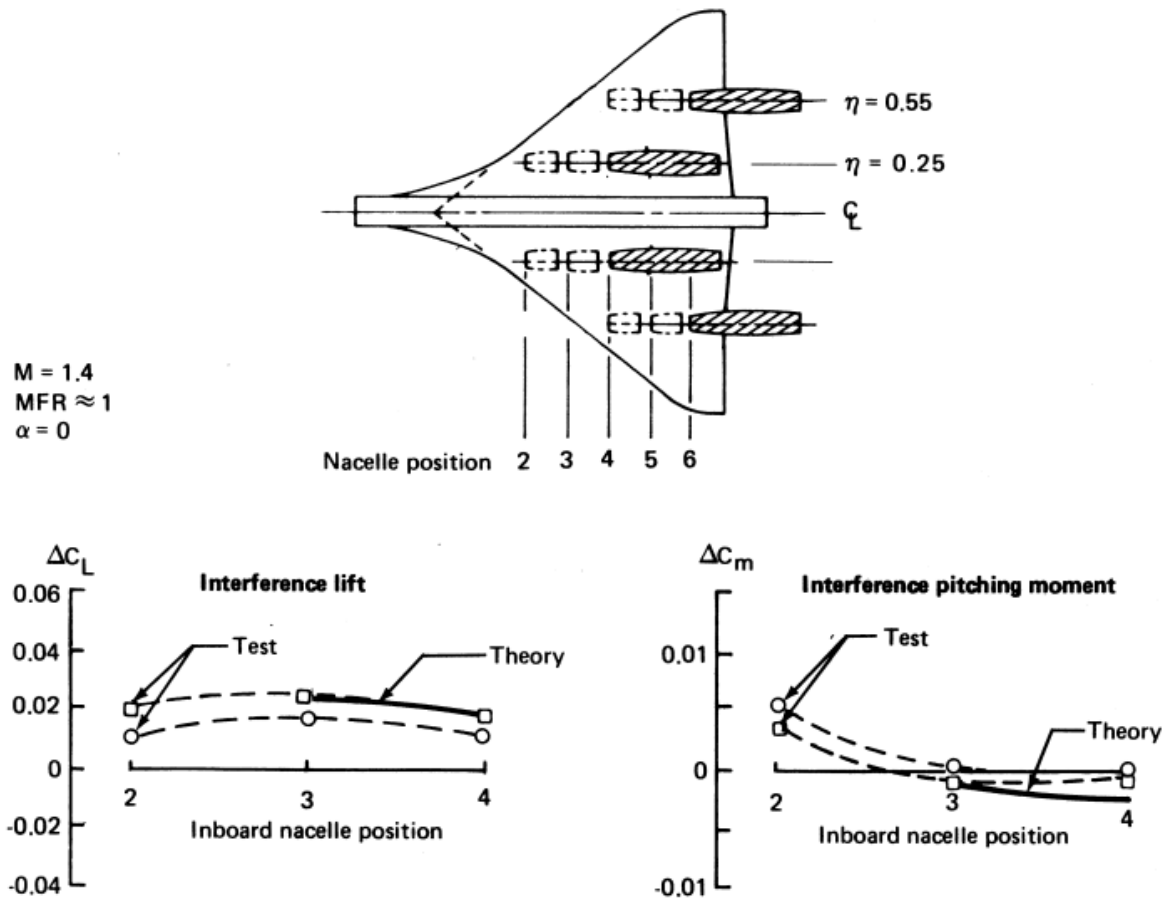 η = 0.55
η = 0.25
℄
M = 1.4
MFR ≈ 1
α = 0
Nacelle position 2 3 4 5 6
ΔC_L
Interference lift
0.06
0.04
0.02
0
-0.02
-0.04
Test
Theory
2 3 4
Inboard nacelle position
ΔC_m
Interference pitching moment
0.01
0
-0.01
Test
Theory
2 3 4
Inboard nacelle position